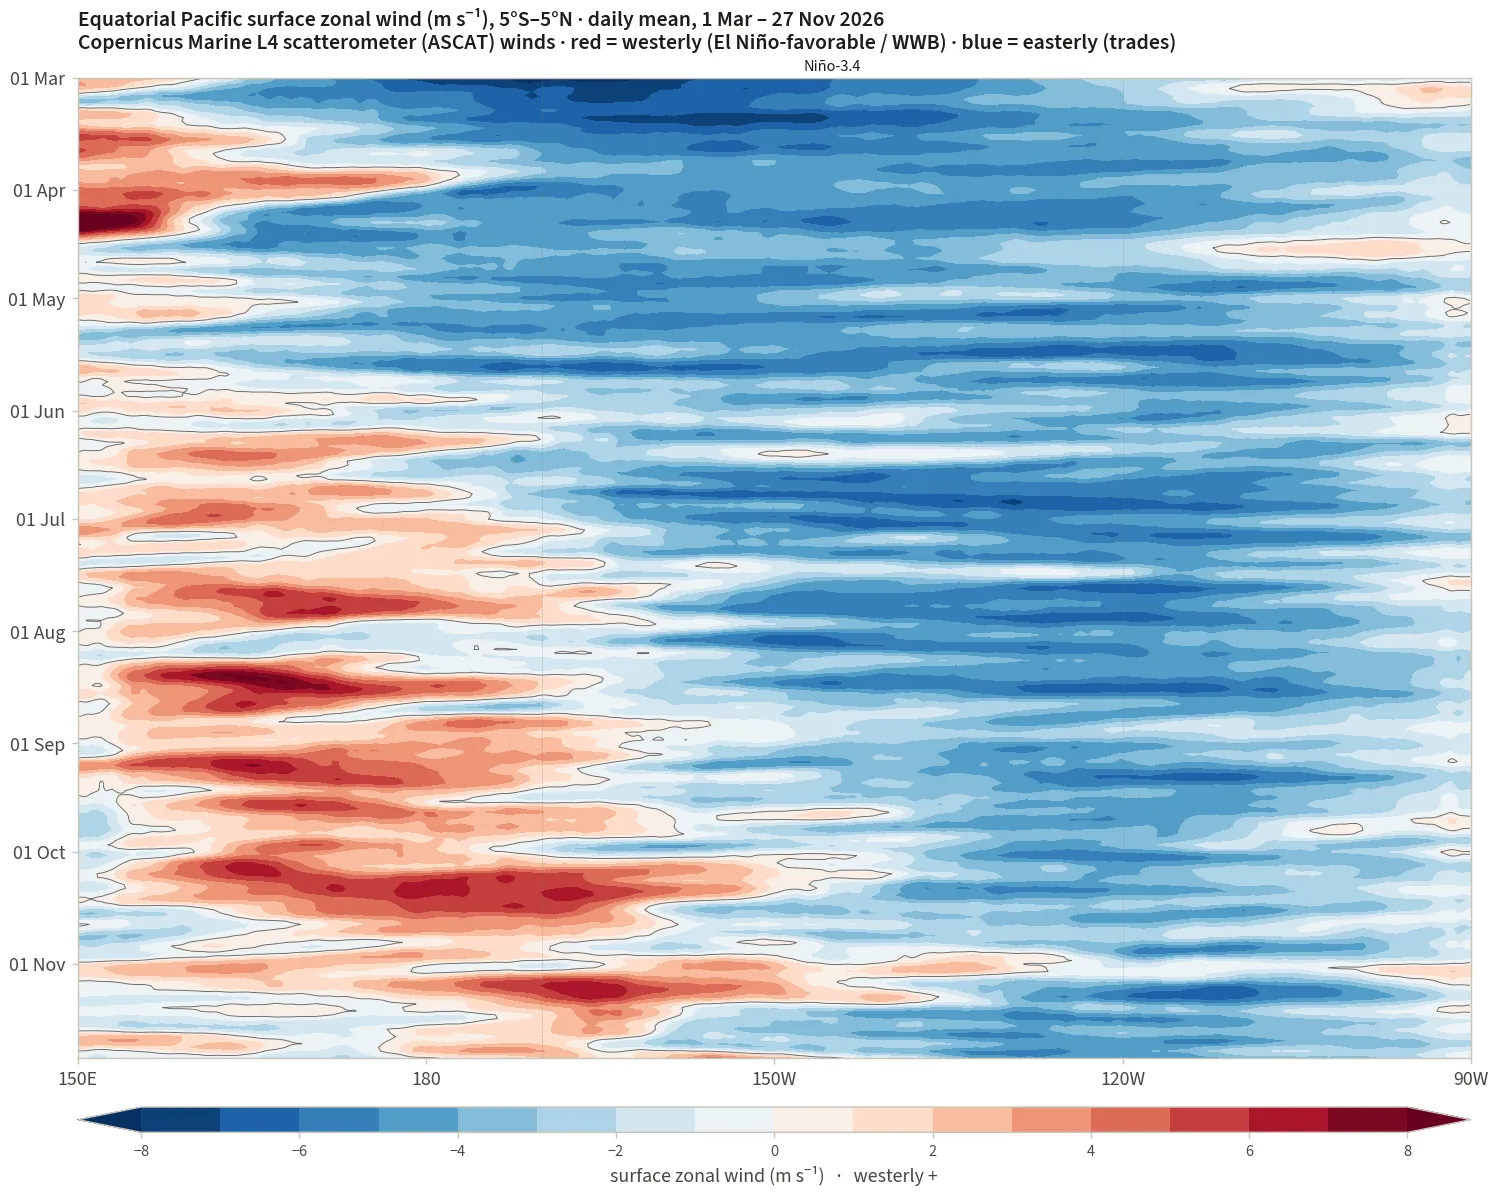 Equatorial Pacific surface zonal wind (m s⁻¹), 5°S–5°N · daily mean, 1 Mar – 27 Nov 2026
Copernicus Marine L4 scatterometer (ASCAT) winds · red = westerly (El Niño-favorable / WWB) · blue = easterly (trades)
Niño-3.4
01 Mar
01 Apr
01 May
01 Jun
01 Jul
01 Aug
01 Sep
01 Oct
01 Nov
150E 180 150W 120W 90W
−8 −6 −4 −2 0 2 4 6 8
surface zonal wind (m s⁻¹) · westerly +